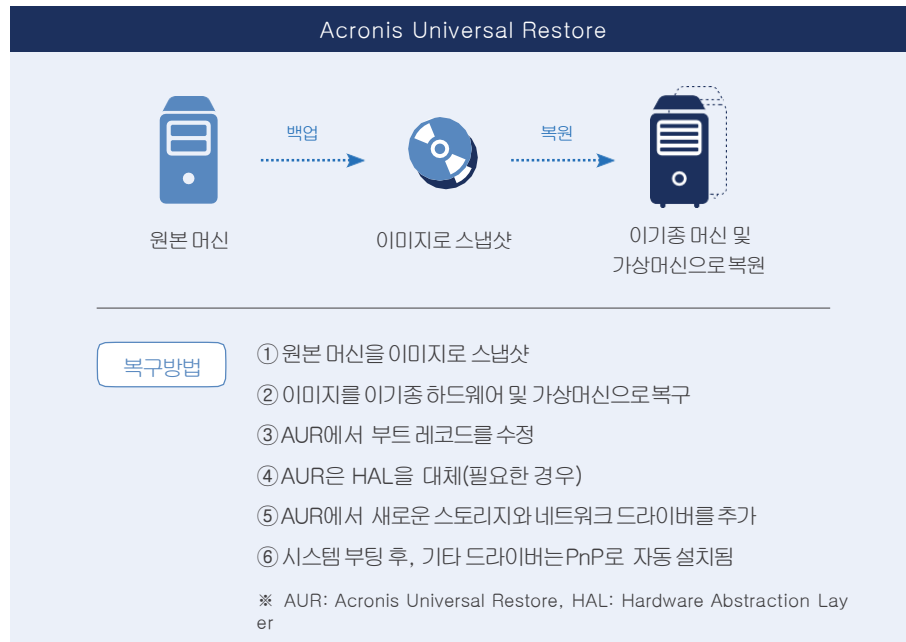 Acronis Universal Restore
백업
복원
원본 머신
이미지로 스냅샷
이기종 머신 및
가상머신으로 복원
복구방법
① 원본 머신을 이미지로 스냅샷
② 이미지를 이기종 하드웨어 및 가상머신으로 복구
③ AUR에서 부트 레코드를 수정
④ AUR은 HAL을 대체(필요한 경우)
⑤ AUR에서 새로운 스토리지와 네트워크 드라이버를 추가
⑥ 시스템 부팅 후, 기타 드라이버는 PnP로 자동 설치됨
※ AUR: Acronis Universal Restore, HAL: Hardware Abstraction Lay
er